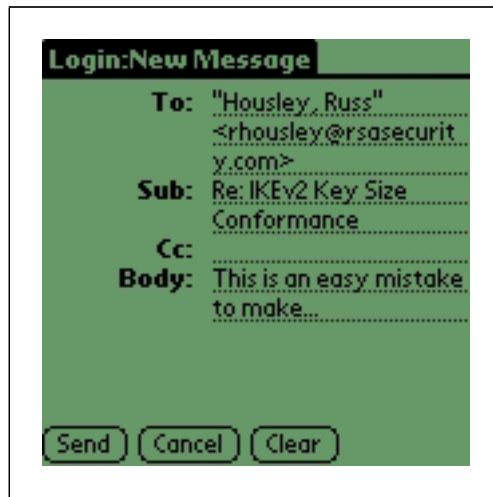 Login:New Message
To: "Housley, Russ"
<rhousley@rsasecurit
y.com>
Sub: Re: IKEv2 Key Size
Conformance
Cc:
Body: This is an easy mistake
to make...
Send Cancel Clear